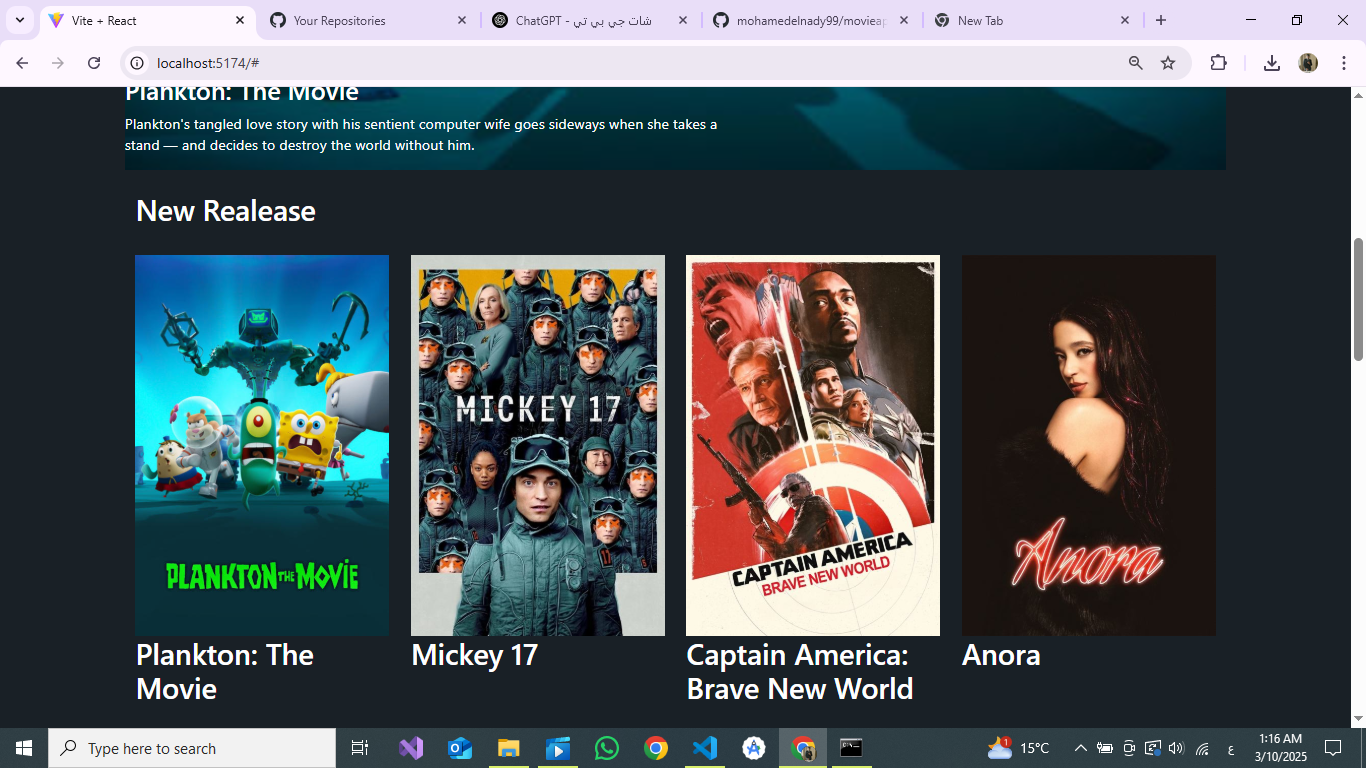 Vite + React
Your Repositories
ChatGPT - شات جي بي تي
mohamedelnady99/movieap
New Tab
localhost:5174/#
Plankton: The Movie
Plankton's tangled love story with his sentient computer wife goes sideways when she takes a
stand — and decides to destroy the world without him.
New Realease
PLANKTON THE MOVIE
MICKEY 17
CAPTAIN AMERICA
BRAVE NEW WORLD
Anora
Plankton: The
Movie
Mickey 17
Captain America:
Brave New World
Anora
Type here to search
1
15°C
ع
1:16 AM
3/10/2025